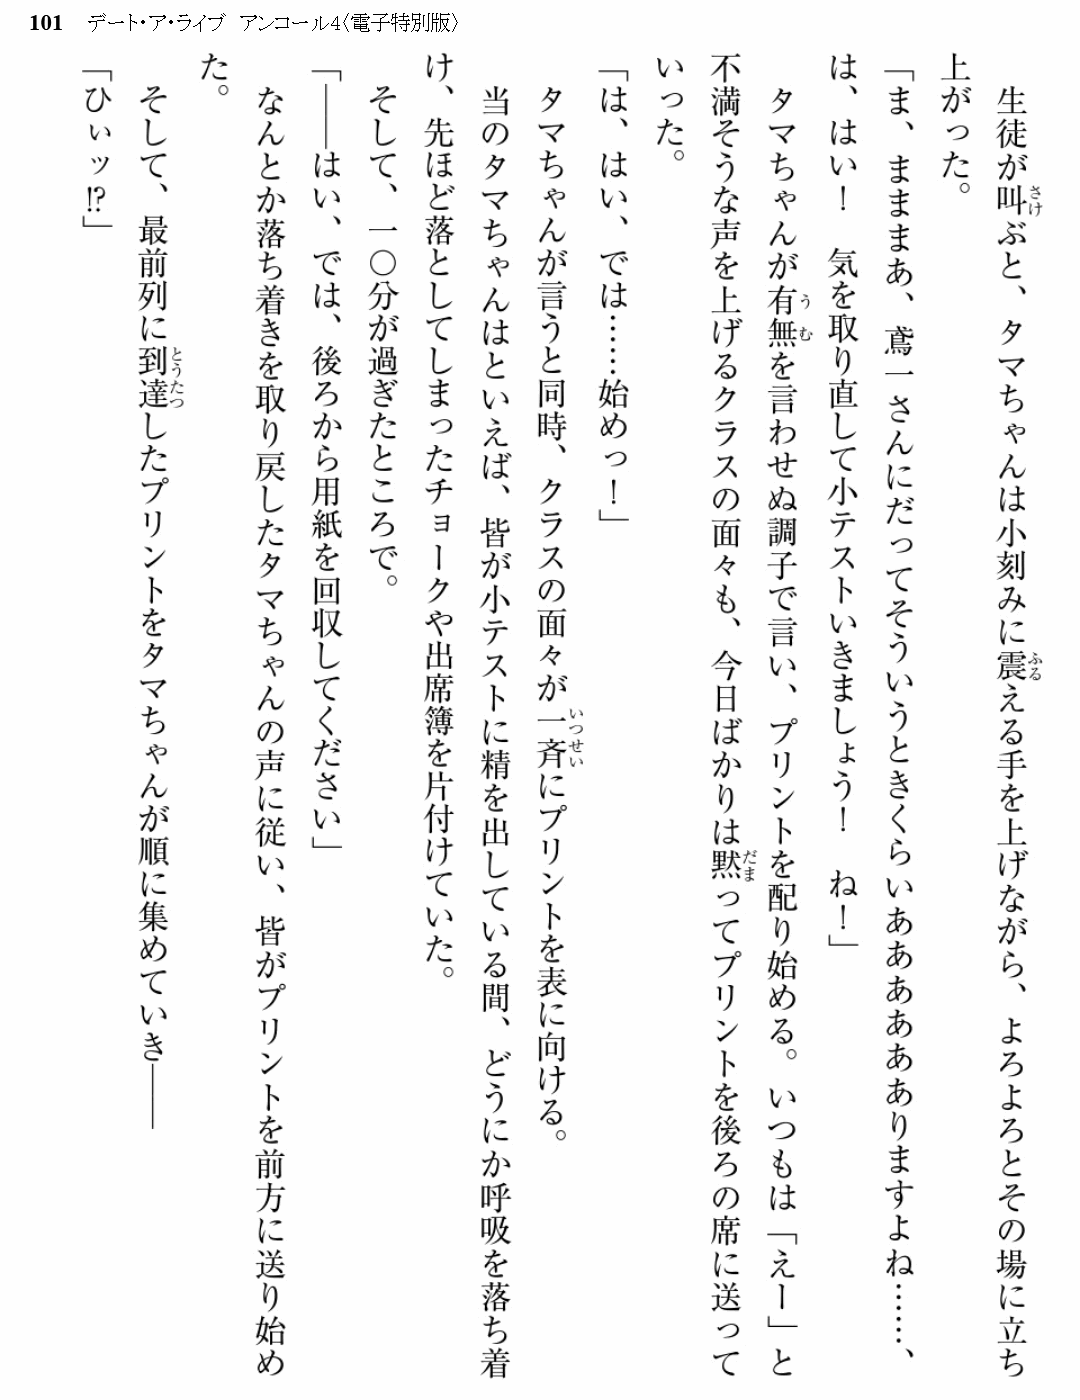 101 デート・ア・ライブ アンコール4〈電子特別版〉
　生徒が叫ぶと、タマちゃんは小刻みに震える手を上げながら、よろよろとその場に立ち
上がった。
「ま、まままあ、鳶一さんにだってそういうときくらいああああああありますよね……、
は、はい！　気を取り直して小テストいきましょう！　ね！」
　タマちゃんが有無を言わせぬ調子で言い、プリントを配り始める。いつもは「えー」と
不満そうな声を上げるクラスの面々も、今日ばかりは黙ってプリントを後ろの席に送って
いった。
「は、はい、では……始めっ！」
　タマちゃんが言うと同時、クラスの面々が一斉にプリントを表に向ける。
　当のタマちゃんはといえば、皆が小テストに精を出している間、どうにか呼吸を落ち着
け、先ほど落としてしまったチョークや出席簿を片付けていた。
　そして、一〇分が過ぎたところで。
「――はい、では、後ろから用紙を回収してください」
　なんとか落ち着きを取り戻したタマちゃんの声に従い、皆がプリントを前方に送り始め
た。
　そして、最前列に到達したプリントをタマちゃんが順に集めていき――
「ひぃッ!?」